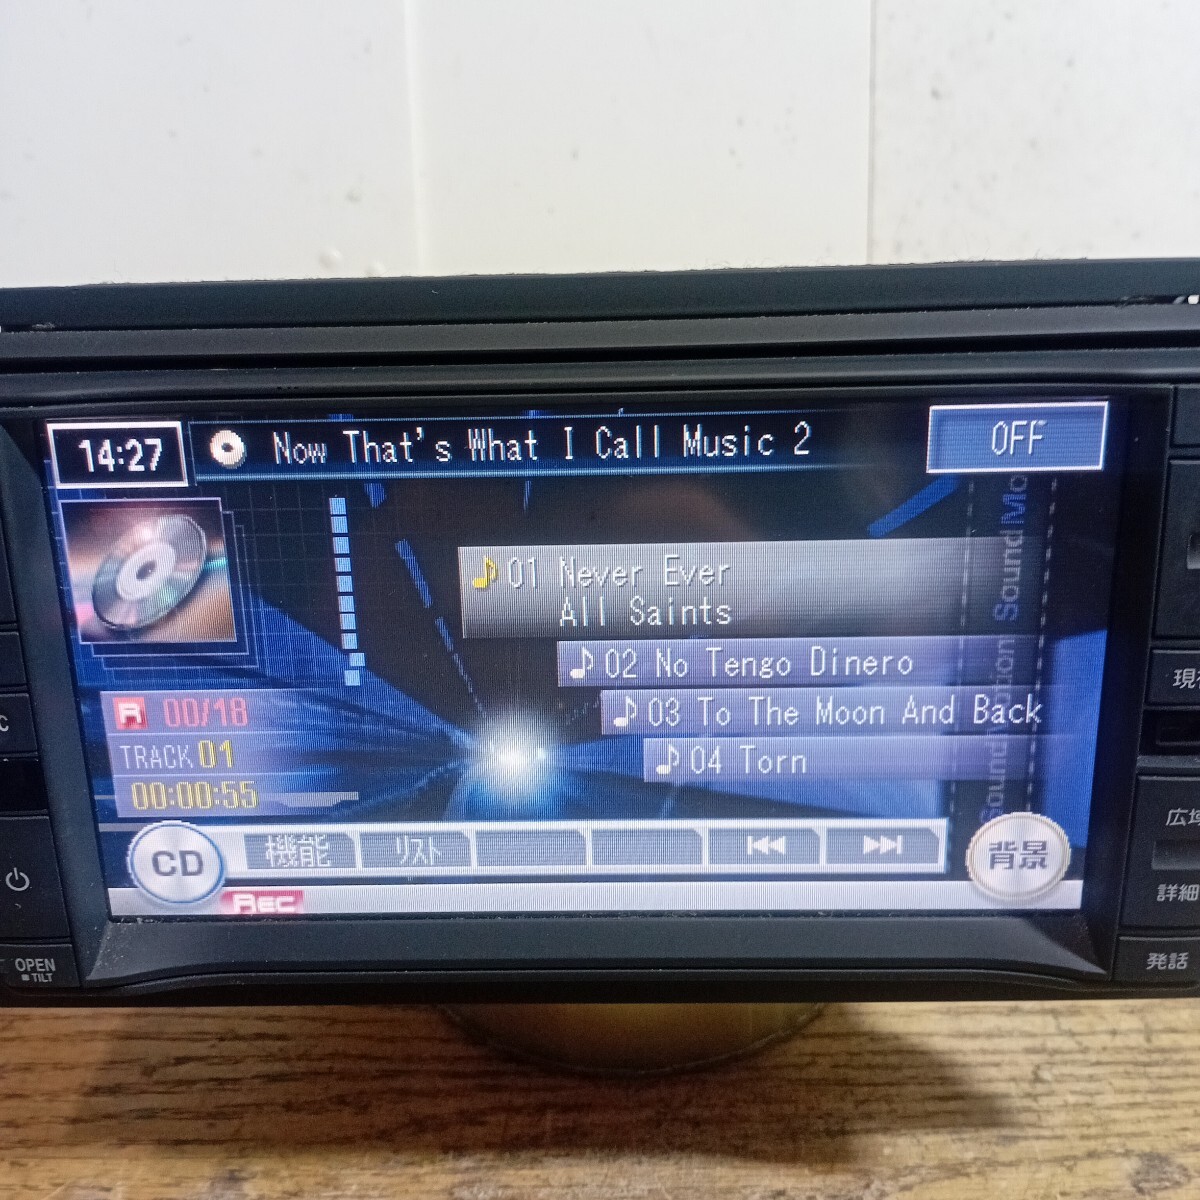 14:27
Now That's What I Call Music 2
OFF
01 Never Ever
All Saints
02 No Tengo Dinero
03 To The Moon And Back
04 Torn
R 00/18
TRACK 01
00:00:55
Sound Motion
CD
機能
リスト
背景
REC
OPEN
TILT
発話
詳細